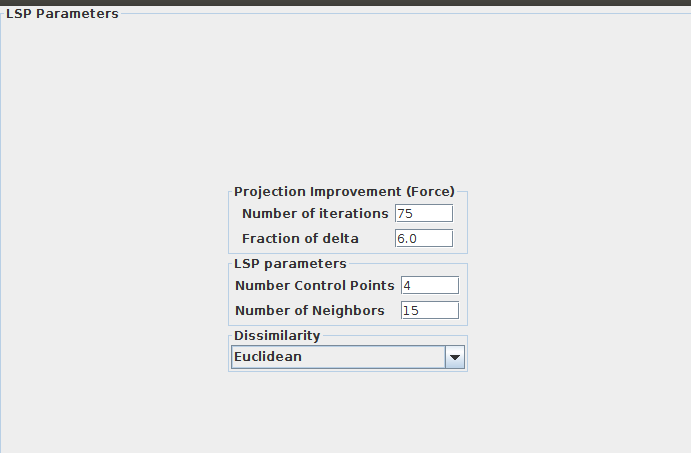 LSP Parameters
Projection Improvement (Force)
Number of iterations 75
Fraction of delta 6.0
LSP parameters
Number Control Points 4
Number of Neighbors 15
Dissimilarity
Euclidean